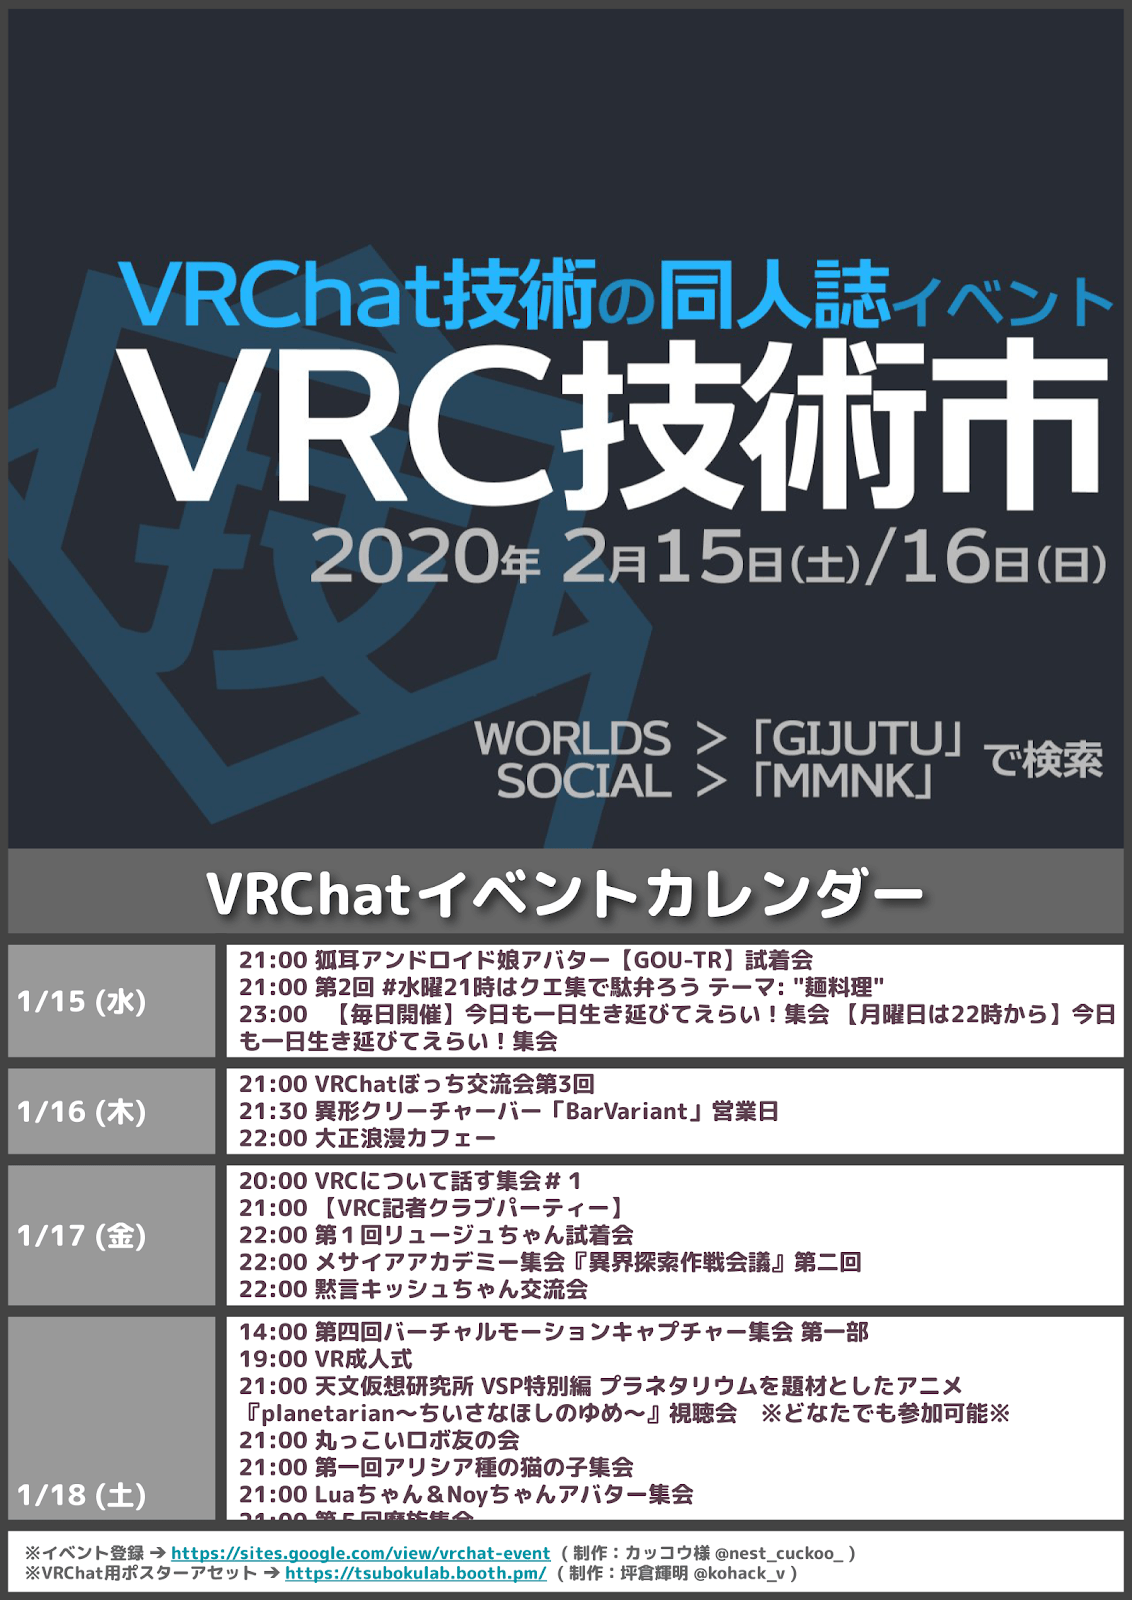 VRChat技術の同人誌イベント
VRC技術市
2020年 2月15日(土)/16日(日)
WORLDS ＞「GIJUTU」
SOCIAL ＞「MMNK」
で検索
VRChatイベントカレンダー
1/15 (水)
21:00 狐耳アンドロイド娘アバター【GOU-TR】試着会
21:00 第2回 #水曜21時はクエ集で駄弁ろう テーマ: "麺料理"
23:00 【毎日開催】今日も一日生き延びてえらい！集会 【月曜日は22時から】今日
も一日生き延びてえらい！集会
1/16 (木)
21:00 VRChatぼっち交流会第3回
21:30 異形クリーチャーバー「BarVariant」営業日
22:00 大正浪漫カフェー
1/17 (金)
20:00 VRCについて話す集会＃１
21:00 【VRC記者クラブパーティー】
22:00 第１回リュージュちゃん試着会
22:00 メサイアアカデミー集会『異界探索作戦会議』第二回
22:00 黙言キッシュちゃん交流会
1/18 (土)
14:00 第四回バーチャルモーションキャプチャー集会 第一部
19:00 VR成人式
21:00 天文仮想研究所 VSP特別編 プラネタリウムを題材としたアニメ
『planetarian～ちいさなほしのゆめ～』視聴会　※どなたでも参加可能※
21:00 丸っこいロボ友の会
21:00 第一回アリシア種の猫の子集会
21:00 Luaちゃん＆Noyちゃんアバター集会
21:00 第５回魔族集会
※イベント登録 → https://sites.google.com/view/vrchat-event ( 制作：カッコウ様 @nest_cuckoo_ )
※VRChat用ポスターアセット → https://tsubokulab.booth.pm/ ( 制作：坪倉輝明 @kohack_v )
技